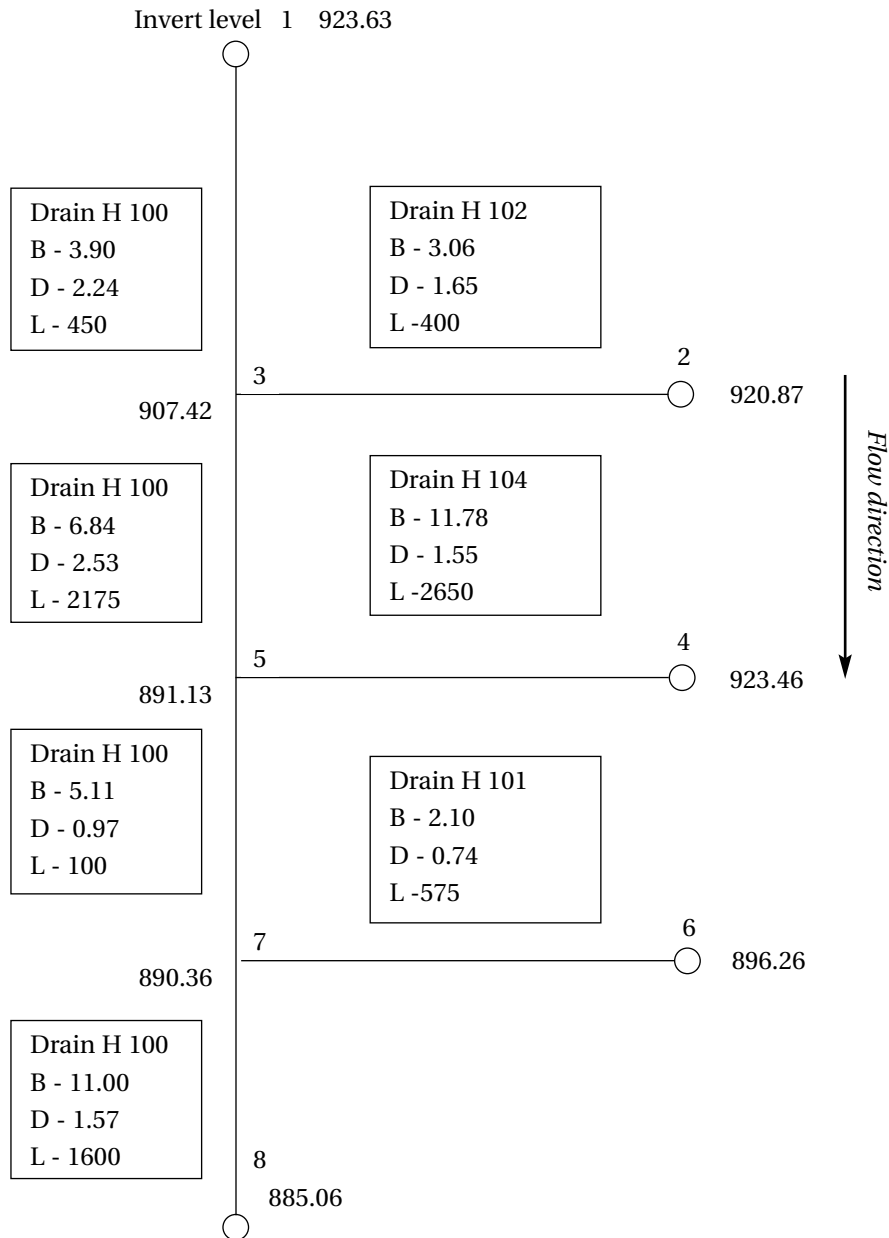 Invert level 1 923.63
Drain H 100
B - 3.90
D - 2.24
L - 450
Drain H 102
B - 3.06
D - 1.65
L -400
3
2
907.42
920.87
Flow direction
Drain H 100
B - 6.84
D - 2.53
L - 2175
Drain H 104
B - 11.78
D - 1.55
L -2650
5
4
891.13
923.46
Drain H 100
B - 5.11
D - 0.97
L - 100
Drain H 101
B - 2.10
D - 0.74
L -575
7
6
890.36
896.26
Drain H 100
B - 11.00
D - 1.57
L - 1600
8
885.06